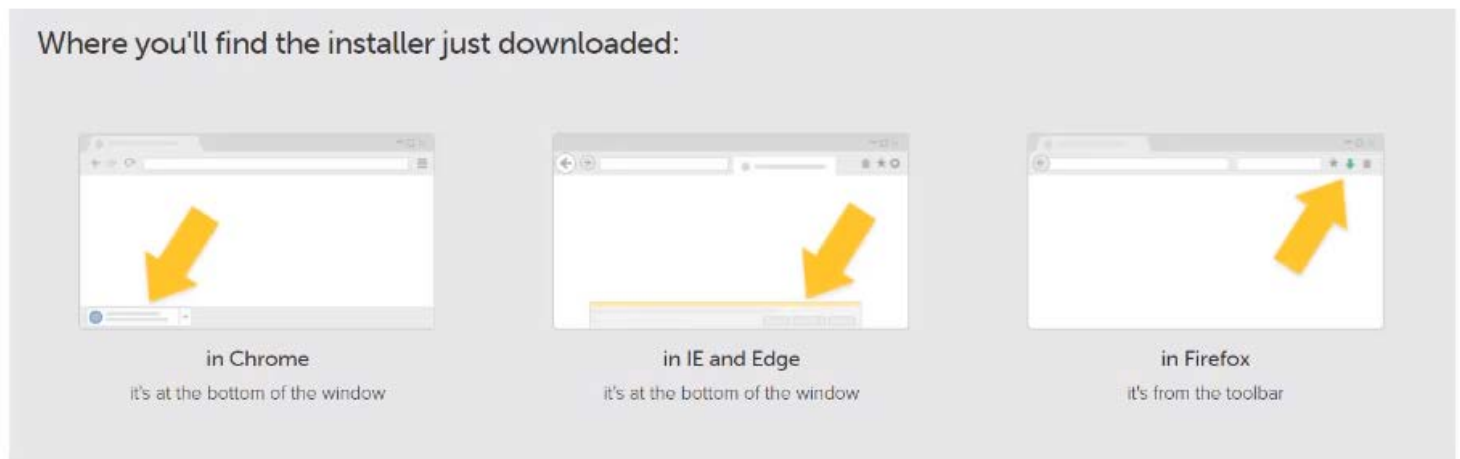 Where you'll find the installer just downloaded:
in Chrome
it's at the bottom of the window
in IE and Edge
it's at the bottom of the window
in Firefox
it's from the toolbar